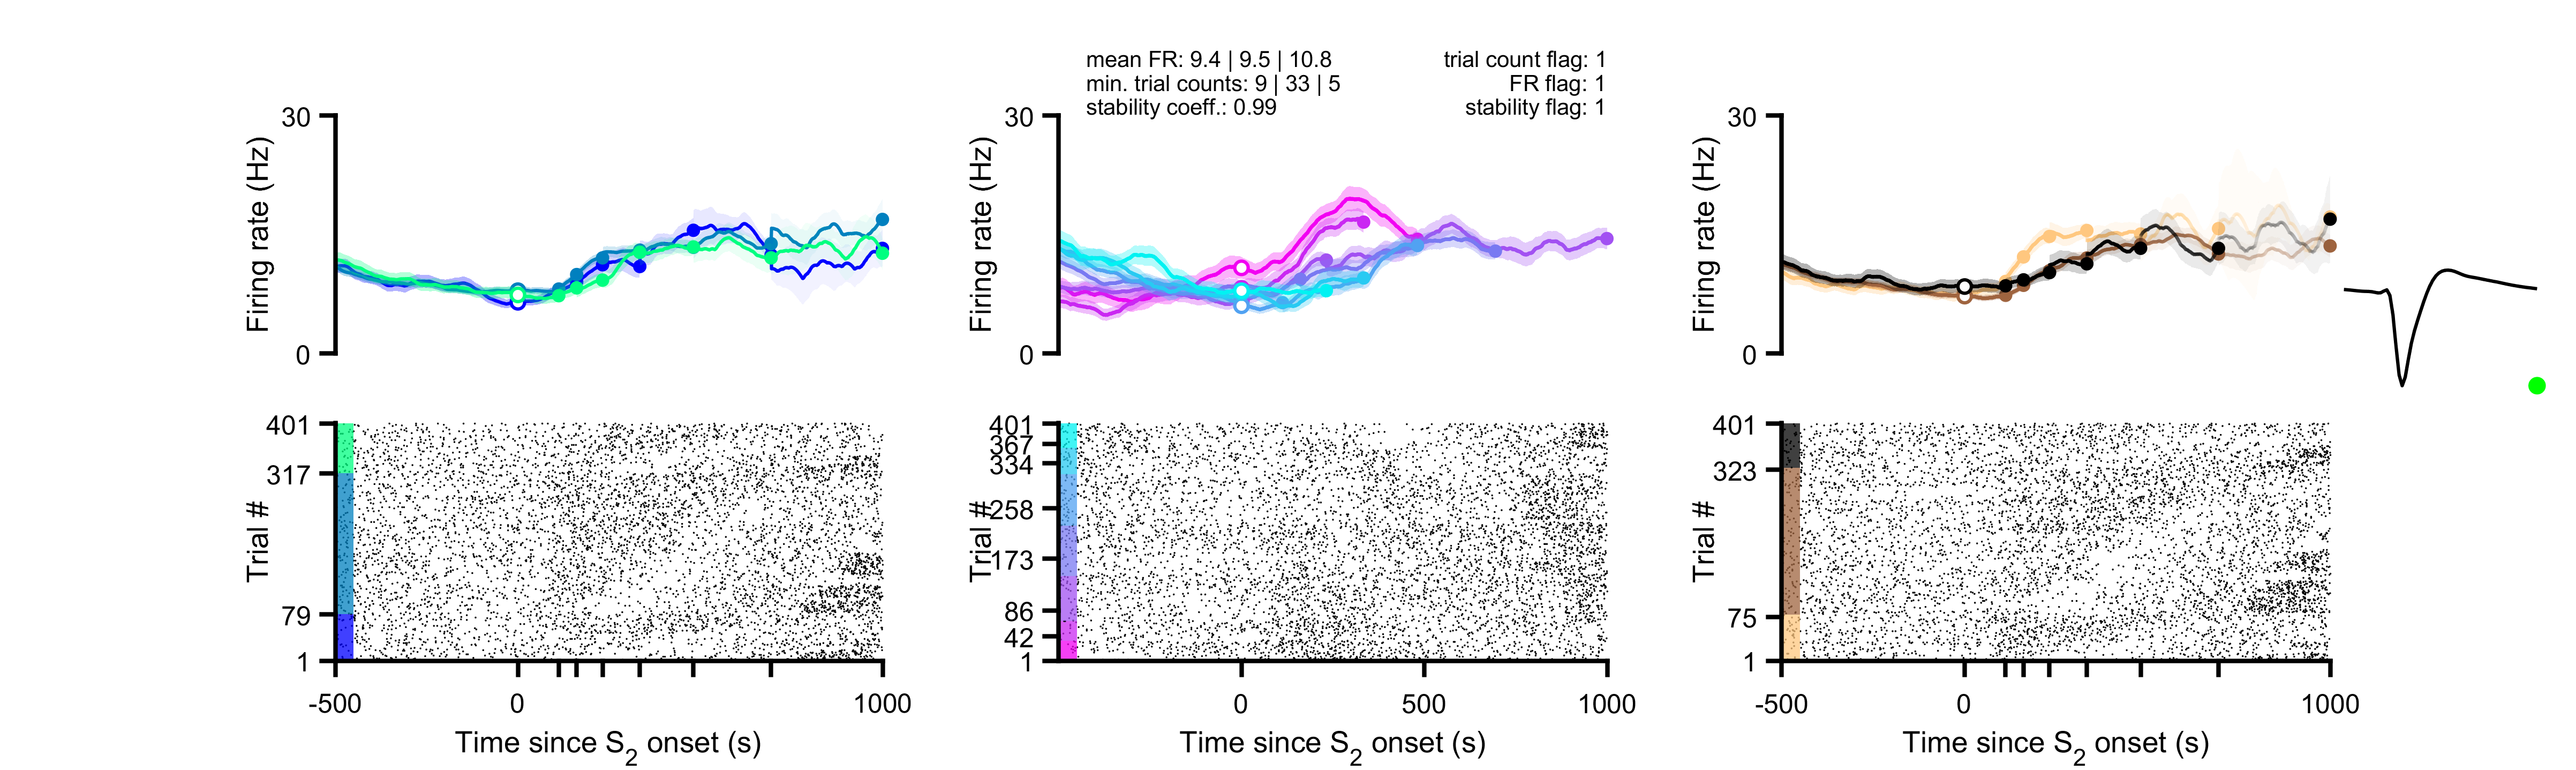 mean FR: 9.4 | 9.5 | 10.8
min. trial counts: 9 | 33 | 5
stability coeff.: 0.99
trial count flag: 1
FR flag: 1
stability flag: 1
30
0
Firing rate (Hz)
30
0
Firing rate (Hz)
30
0
Firing rate (Hz)
401
317
79
1
Trial #
-500
0
1000
Time since S2 onset (s)
401
367
334
258
173
86
42
1
Trial #
0
500
1000
Time since S2 onset (s)
401
323
75
1
Trial #
-500
0
1000
Time since S2 onset (s)